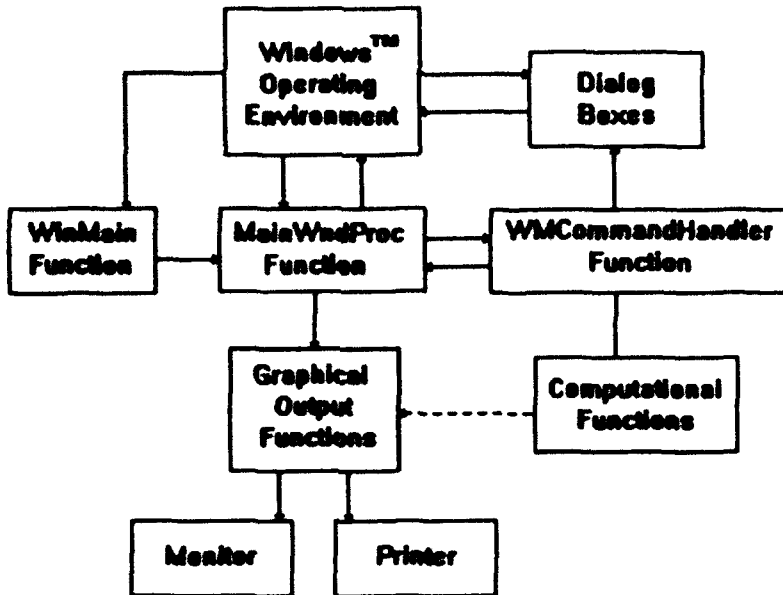 Windows™
Operating
Environment
Dialog
Boxes
WinMain
Function
MainWndProc
Function
WMCommandHandler
Function
Graphical
Output
Functions
Computational
Functions
Monitor
Printer